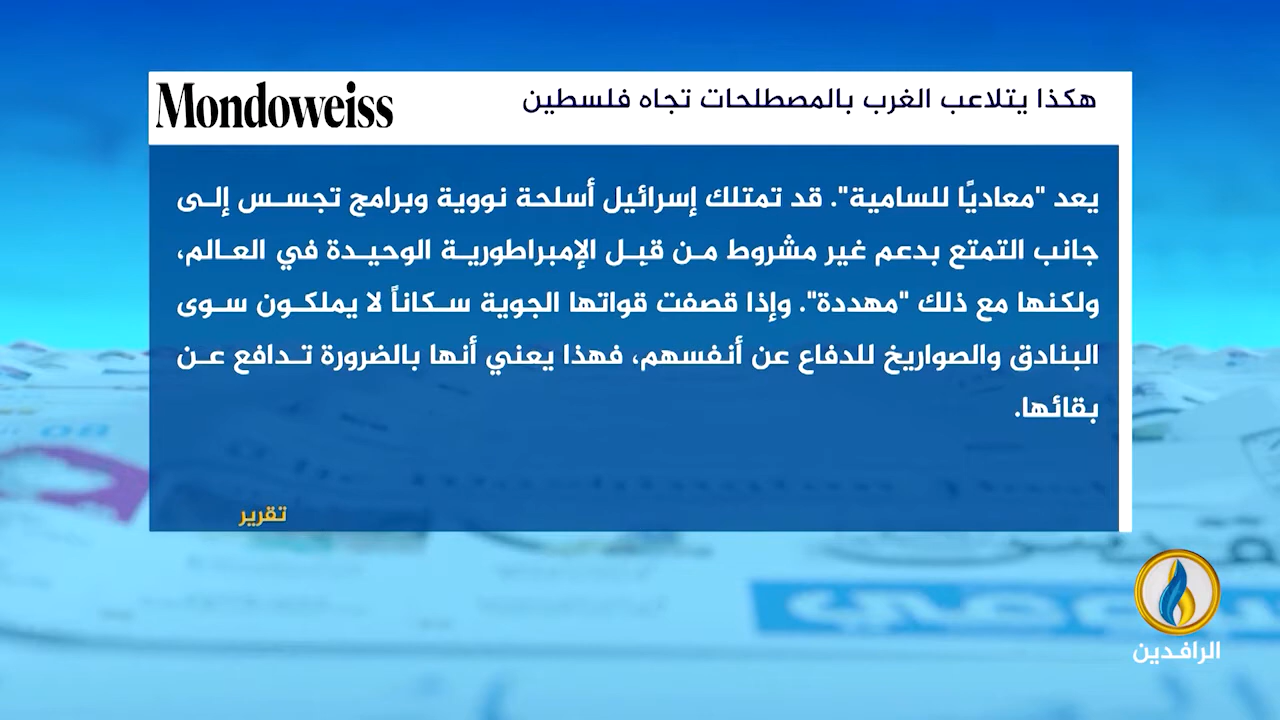 Mondoweiss
هكذا يتلاعب الغرب بالمصطلحات تجاه فلسطين
يعد "معاديًا للسامية". قد تمتلك إسرائيل أسلحة نووية وبرامج تجسس إلى
جانب التمتع بدعم غير مشروط من قبل الإمبراطورية الوحيدة في العالم،
ولكنها مع ذلك "مهددة". وإذا قصفت قواتها الجوية سكاناً لا يملكون سوى
البنادق والصواريخ للدفاع عن أنفسهم، فهذا يعني أنها بالضرورة تدافع عن
بقائها.
تقرير
الرافدين